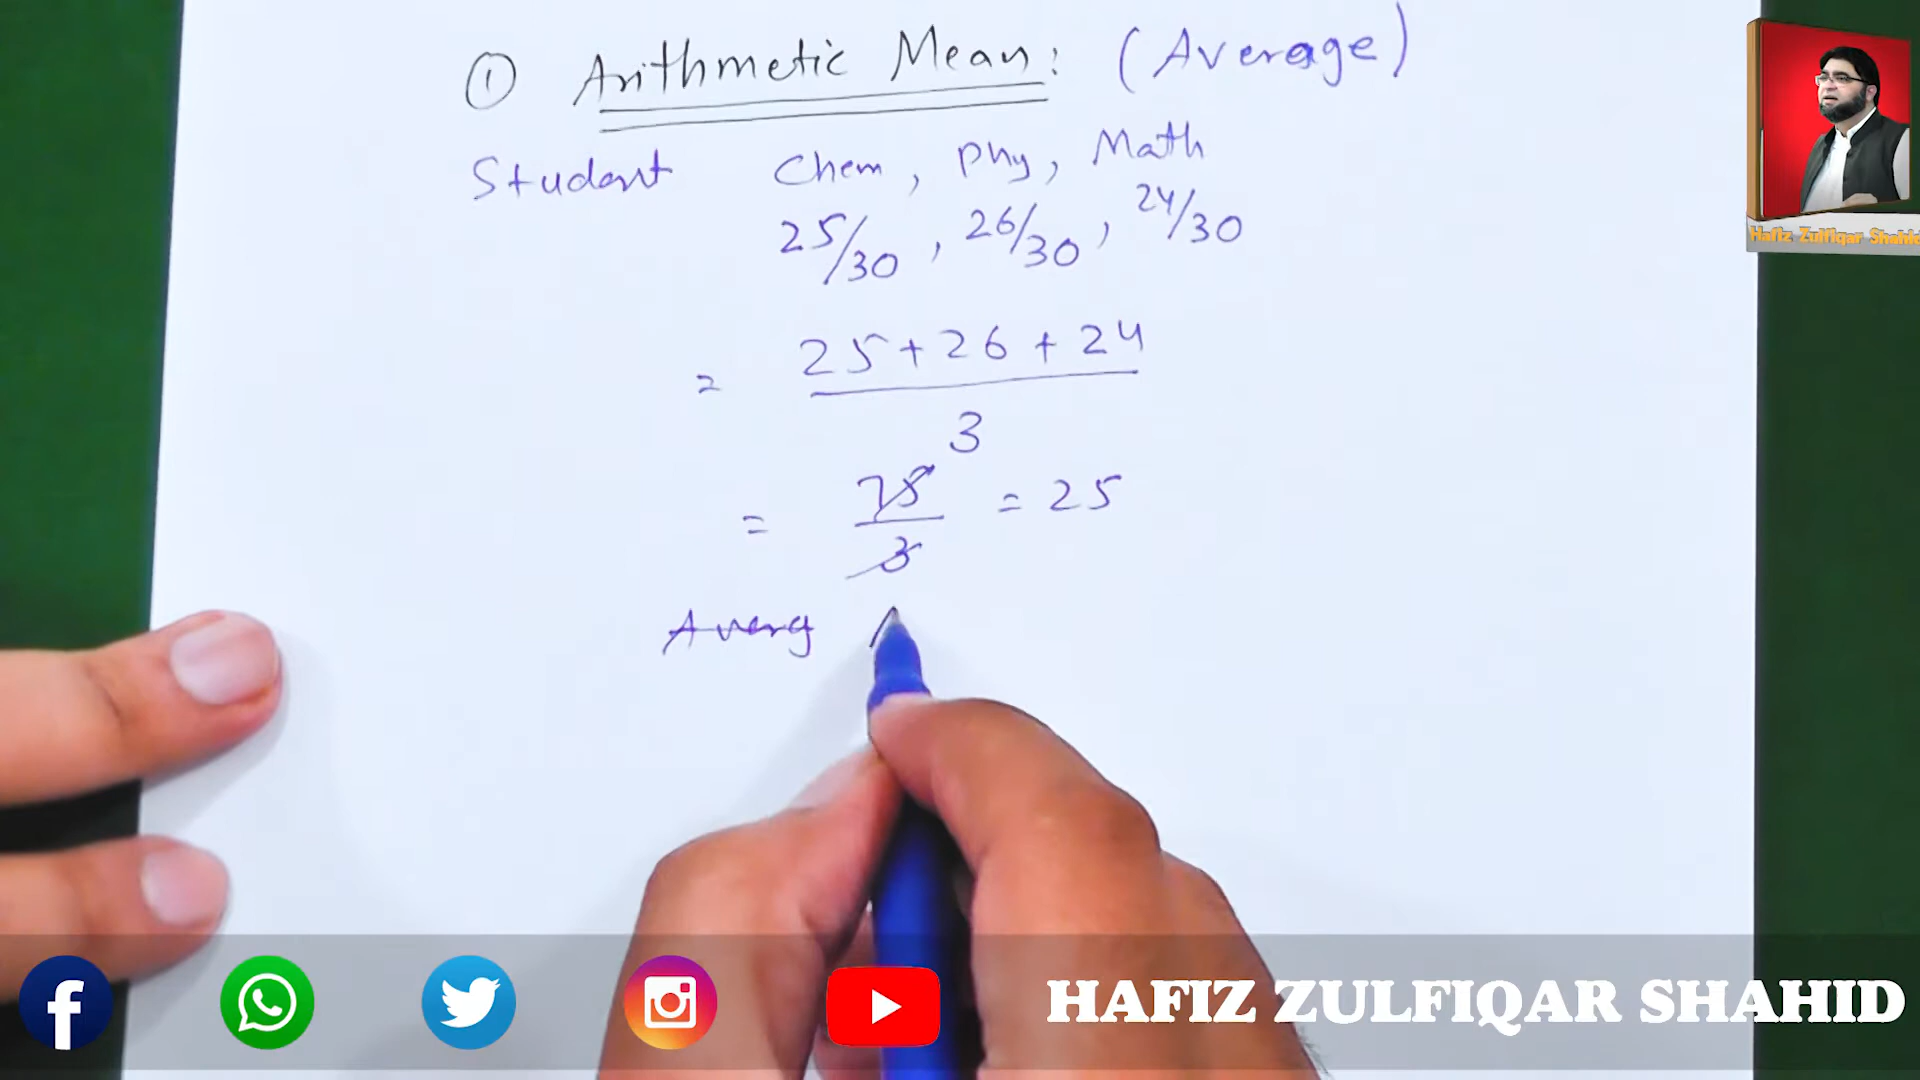 ① Arithmetic Mean: (Average)
Student Chem, Phy, Math
25/30, 26/30, 24/30
= 25+26+24
3
= 75 = 25
3
Averg
Hafiz Zulfiqar Shahid
HAFIZ ZULFIQAR SHAHID